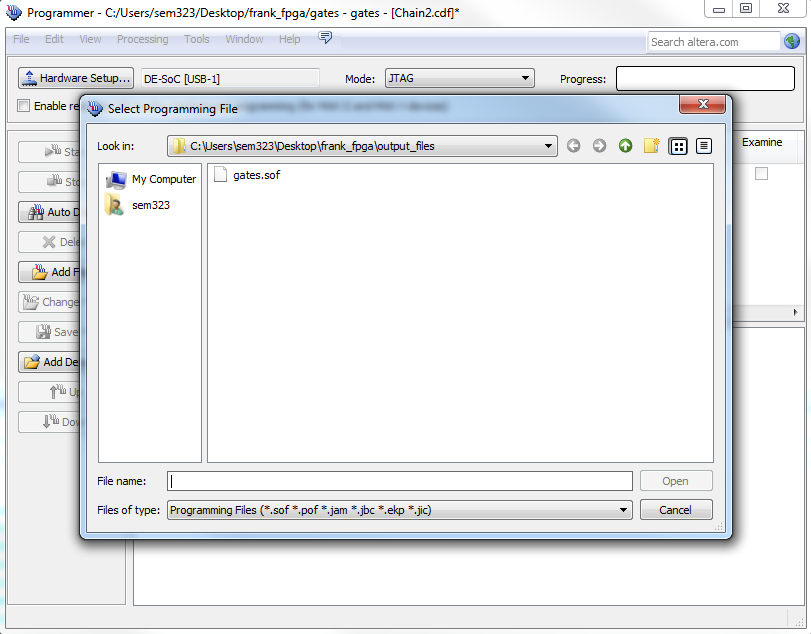 Programmer - C:/Users/sem323/Desktop/frank_fpga/gates - gates - [Chain2.cdf]*
File Edit View Processing Tools Window Help
Search altera.com
Hardware Setup... DE-SoC [USB-1] Mode: JTAG Progress:
Enable re
Select Programming File
Look in: C:\Users\sem323\Desktop\frank_fpga\output_files
Examine
My Computer
sem323
gates.sof
Sta
Sto
Auto D
Dele
Add F
Change
Save
Add De
Up
Dow
File name:
Open
Files of type: Programming Files (*.sof *.pof *.jam *.jbc *.ekp *.jic)
Cancel